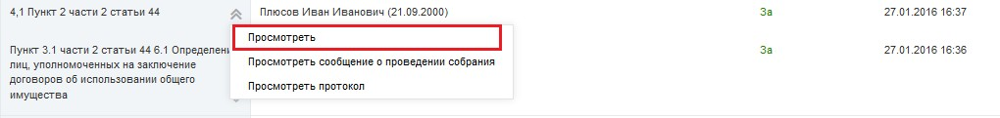 4,1 Пункт 2 части 2 статьи 44
Плюсов Иван Иванович (21.09.2000)
За
27.01.2016 16:37
Просмотреть
Просмотреть сообщение о проведении собрания
Просмотреть протокол
Пункт 3.1 части 2 статьи 44 6.1 Определени
лиц, уполномоченных на заключение
договоров об использовании общего
имущества
За
27.01.2016 16:36